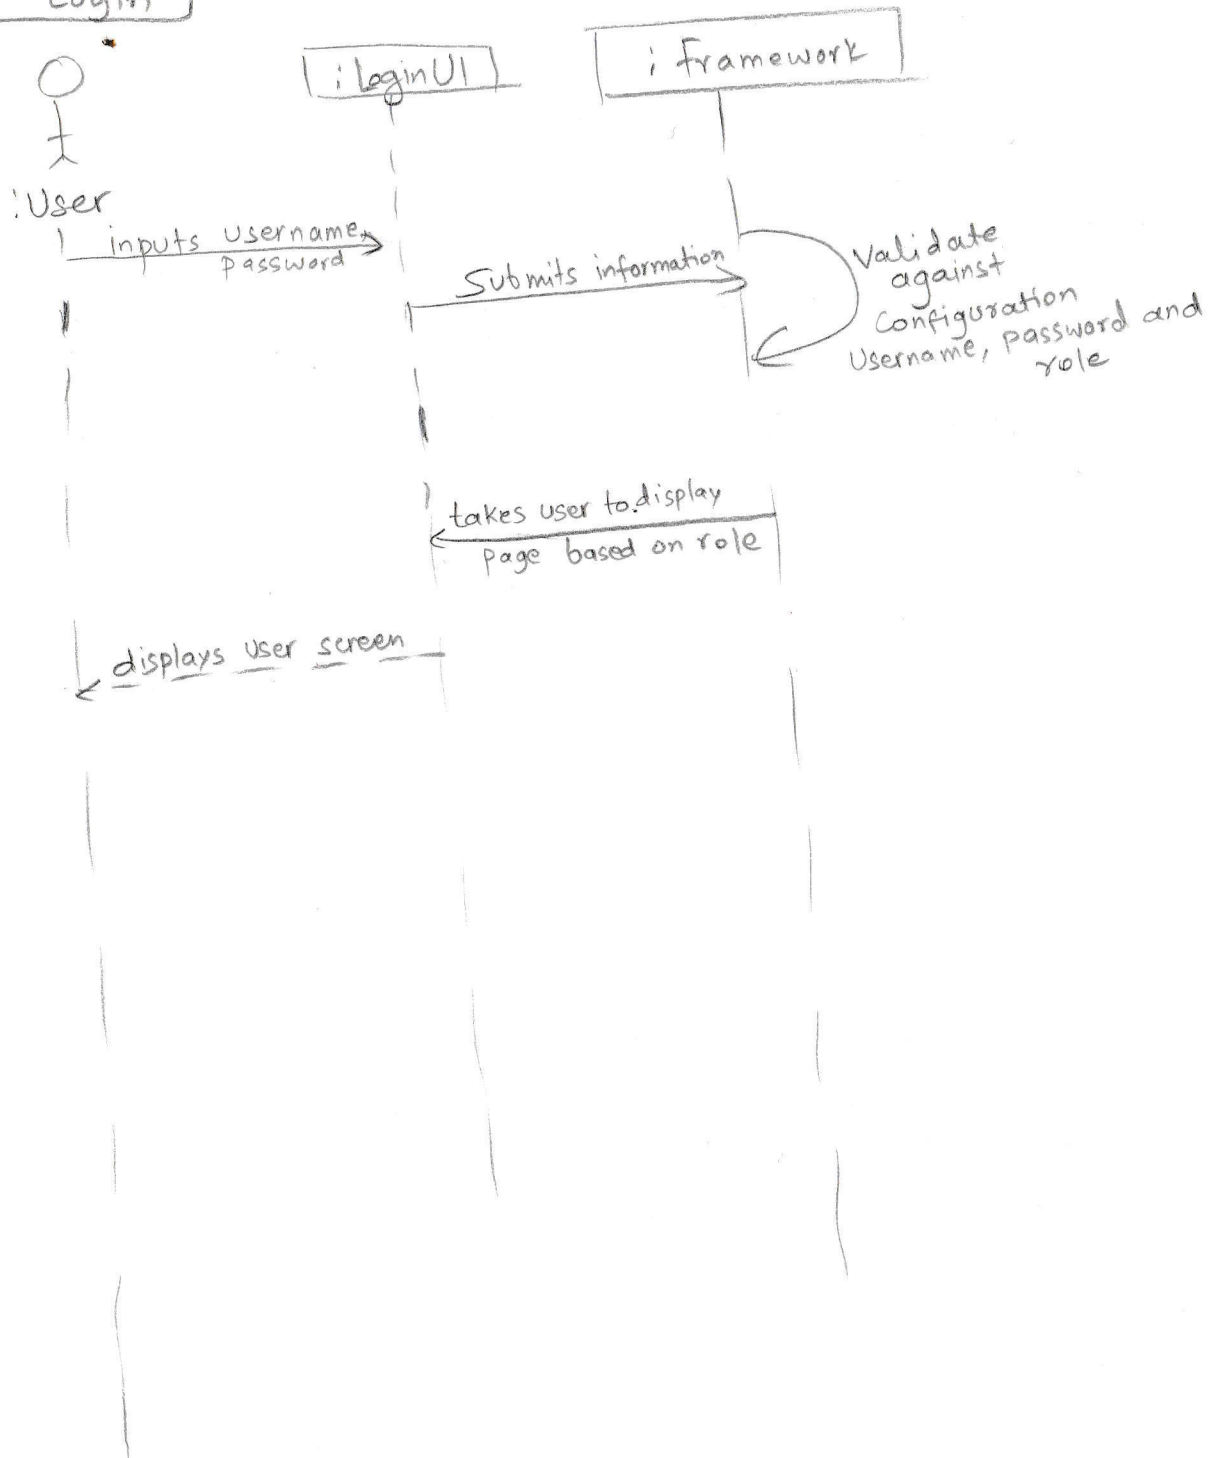 Login
: LoginUI
: framework
:User
inputs username,
password
Submits information
Validate
against
Configuration
Username, password and
role
takes user to display
page based on role
displays user screen